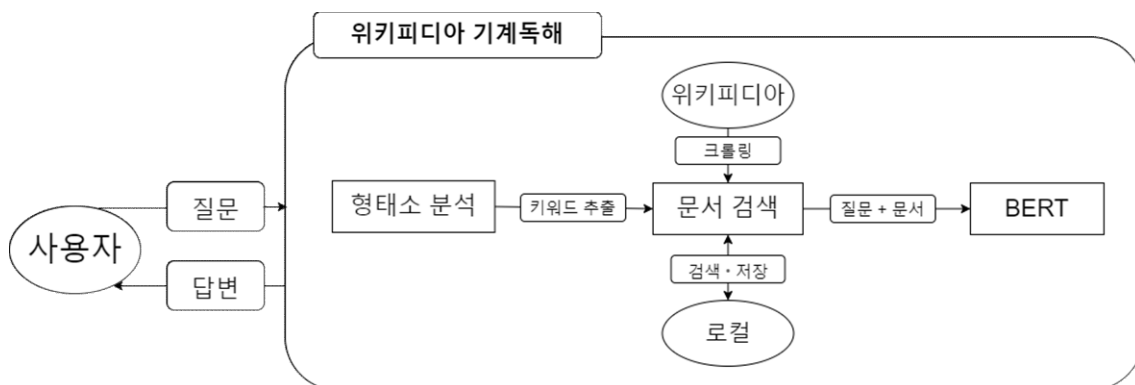 위키피디아 기계독해
위키피디아
크롤링
질문
형태소 분석
키워드 추출
문서 검색
질문 + 문서
BERT
사용자
검색・저장
답변
로컬